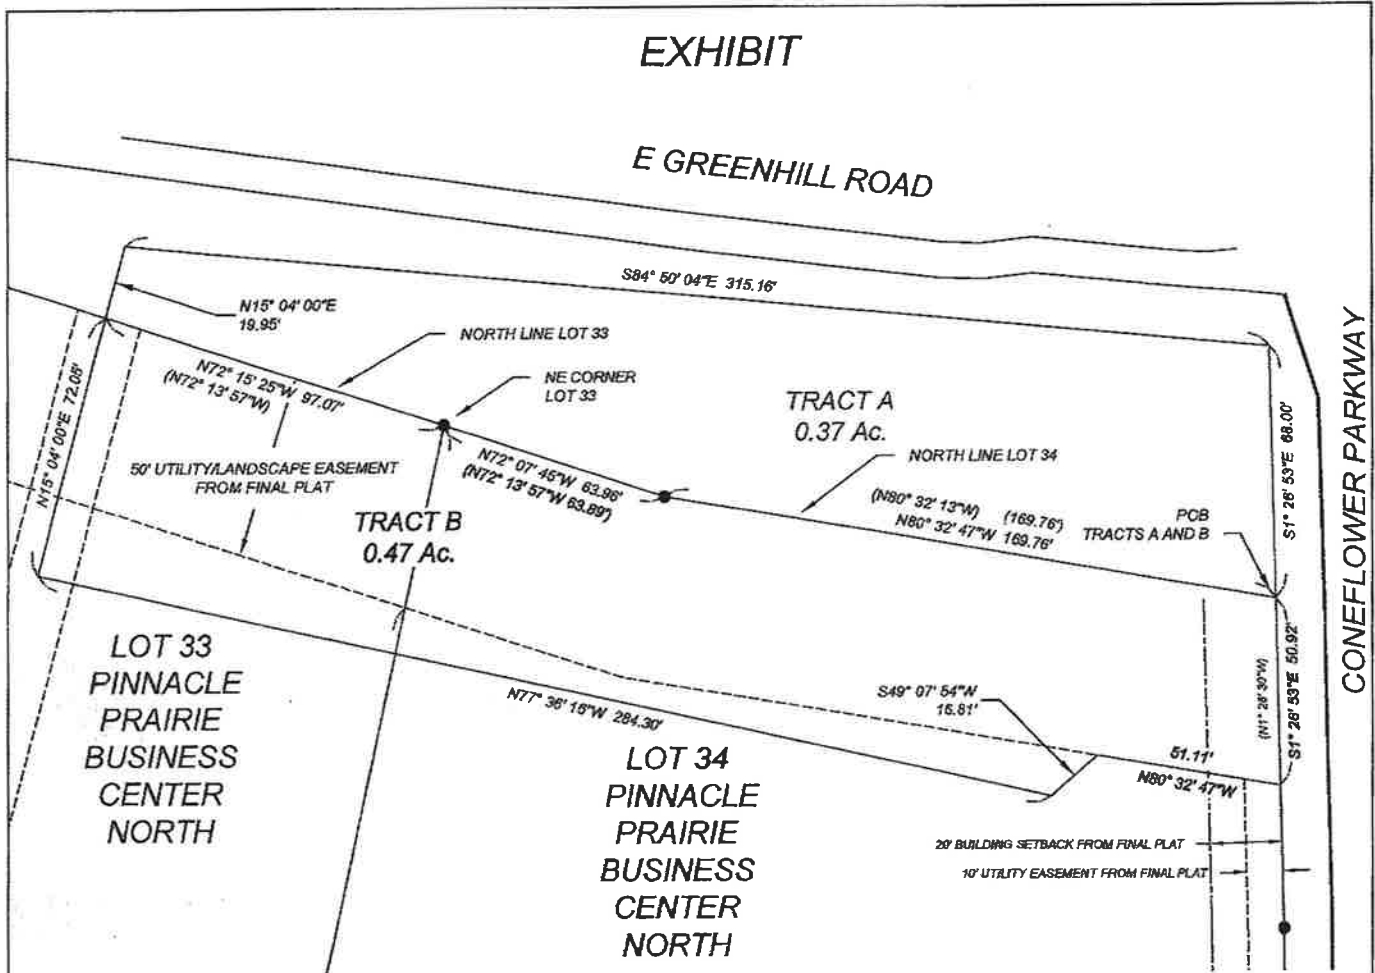 EXHIBIT
E GREENHILL ROAD
S84° 50' 04"E 315.16'
N15° 04' 00"E
19.95'
NORTH LINE LOT 33
N72° 15' 25"W 97.07'
(N72° 13' 57"W)
NE CORNER
LOT 33
TRACT A
0.37 Ac.
N15° 04' 00"E 72.05'
50' UTILITY/LANDSCAPE EASEMENT
FROM FINAL PLAT
N72° 07' 45"W 63.96'
(N72° 13' 57"W 63.89')
NORTH LINE LOT 34
(N80° 32' 13"W) (169.76')
N80° 32' 47"W 169.76'
POB
TRACTS A AND B
S1° 26' 53"E 68.00'
CONEFLOWER PARKWAY
TRACT B
0.47 Ac.
LOT 33
PINNACLE
PRAIRIE
BUSINESS
CENTER
NORTH
N77° 36' 15"W 284.30'
S49° 07' 54"W
15.81'
(N1° 26' 30"W)
S1° 26' 53"E 50.92'
51.11'
N80° 32' 47"W
LOT 34
PINNACLE
PRAIRIE
BUSINESS
CENTER
NORTH
20' BUILDING SETBACK FROM FINAL PLAT
10' UTILITY EASEMENT FROM FINAL PLAT